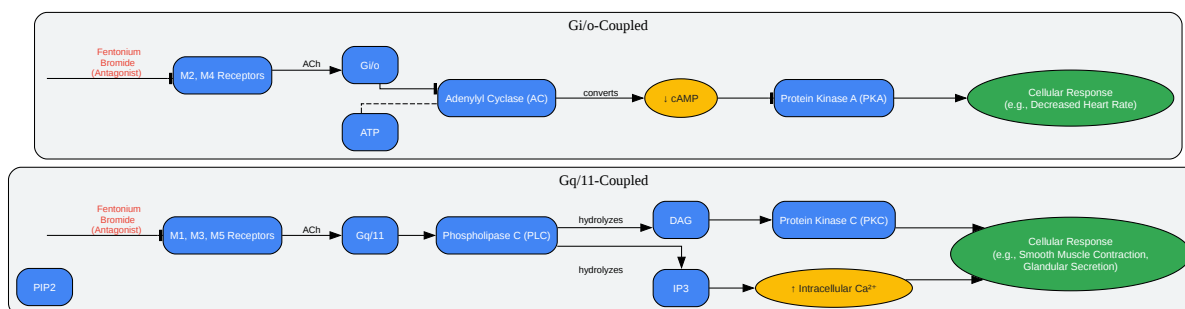 Gi/o-Coupled
Fentonium
Bromide
(Antagonist)
M2, M4 Receptors
ACh
Gi/o
ATP
Adenylyl Cyclase (AC)
converts
↓ cAMP
Protein Kinase A (PKA)
Cellular Response
(e.g., Decreased Heart Rate)
Gq/11-Coupled
Fentonium
Bromide
(Antagonist)
M1, M3, M5 Receptors
ACh
Gq/11
Phospholipase C (PLC)
hydrolyzes
DAG
Protein Kinase C (PKC)
Cellular Response
(e.g., Smooth Muscle Contraction,
Glandular Secretion)
hydrolyzes
PIP2
IP3
↑ Intracellular Ca²⁺